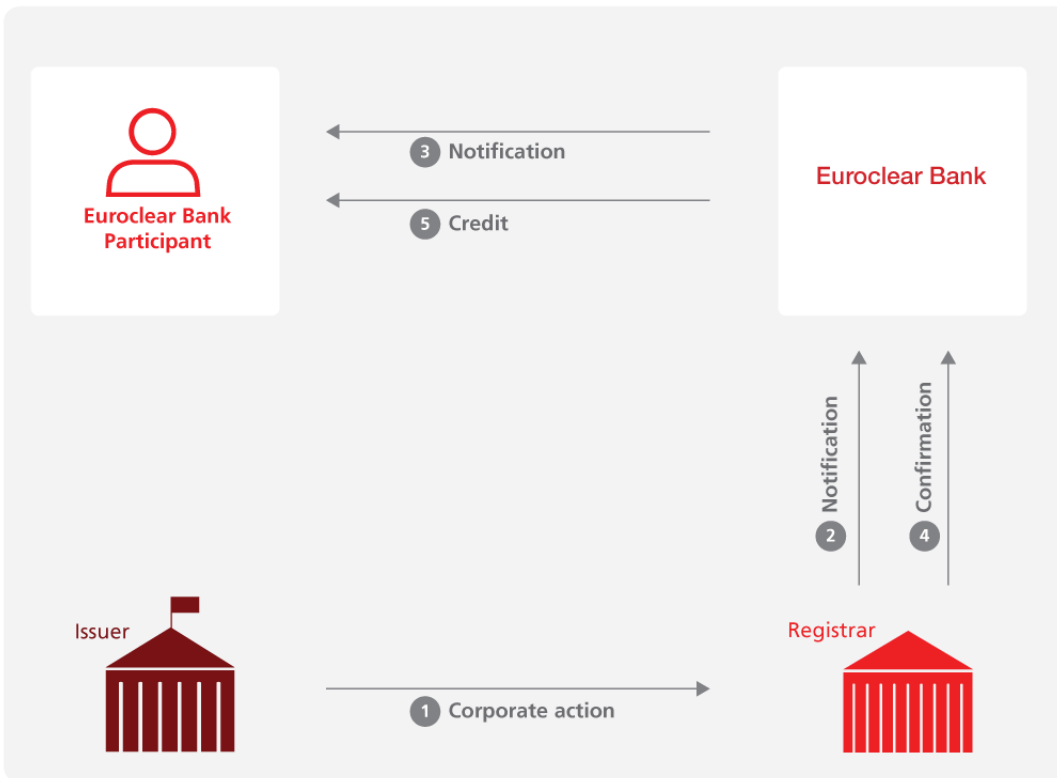 3 Notification
Euroclear Bank
Euroclear Bank
Participant
5 Credit
2 Notification
4 Confirmation
Issuer
Registrar
1 Corporate action